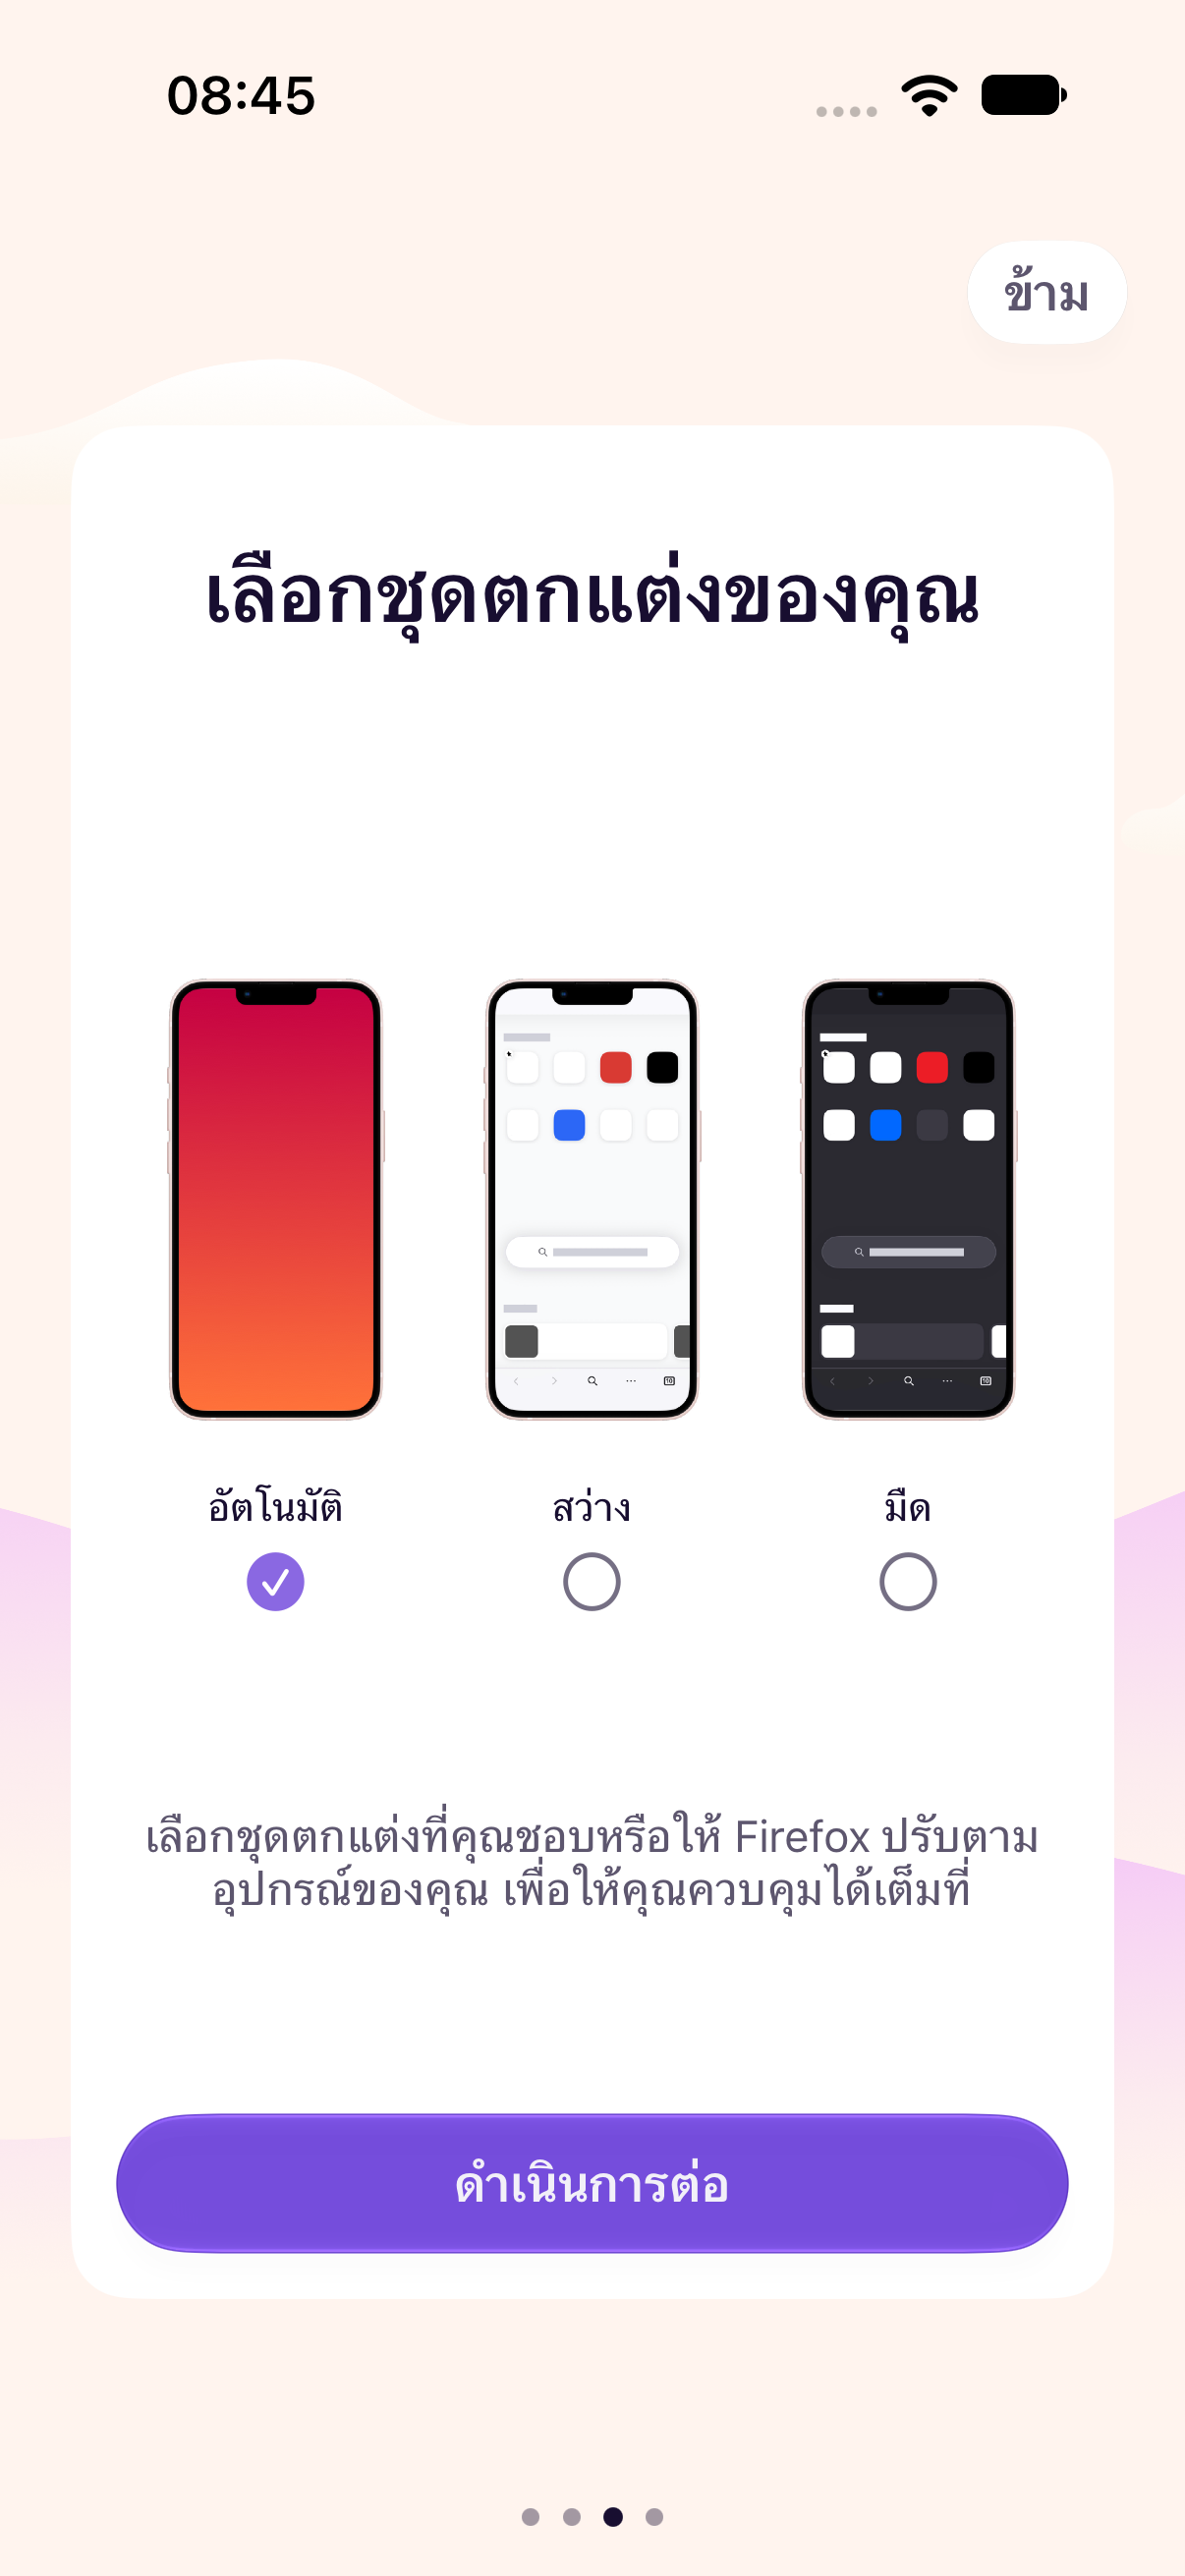 08:45
ข้าม
เลือกชุดตกแต่งของคุณ
อัตโนมัติ
สว่าง
มืด
เลือกชุดตกแต่งที่คุณชอบหรือให้ Firefox ปรับตาม
อุปกรณ์ของคุณ เพื่อให้คุณควบคุมได้เต็มที่
ดำเนินการต่อ